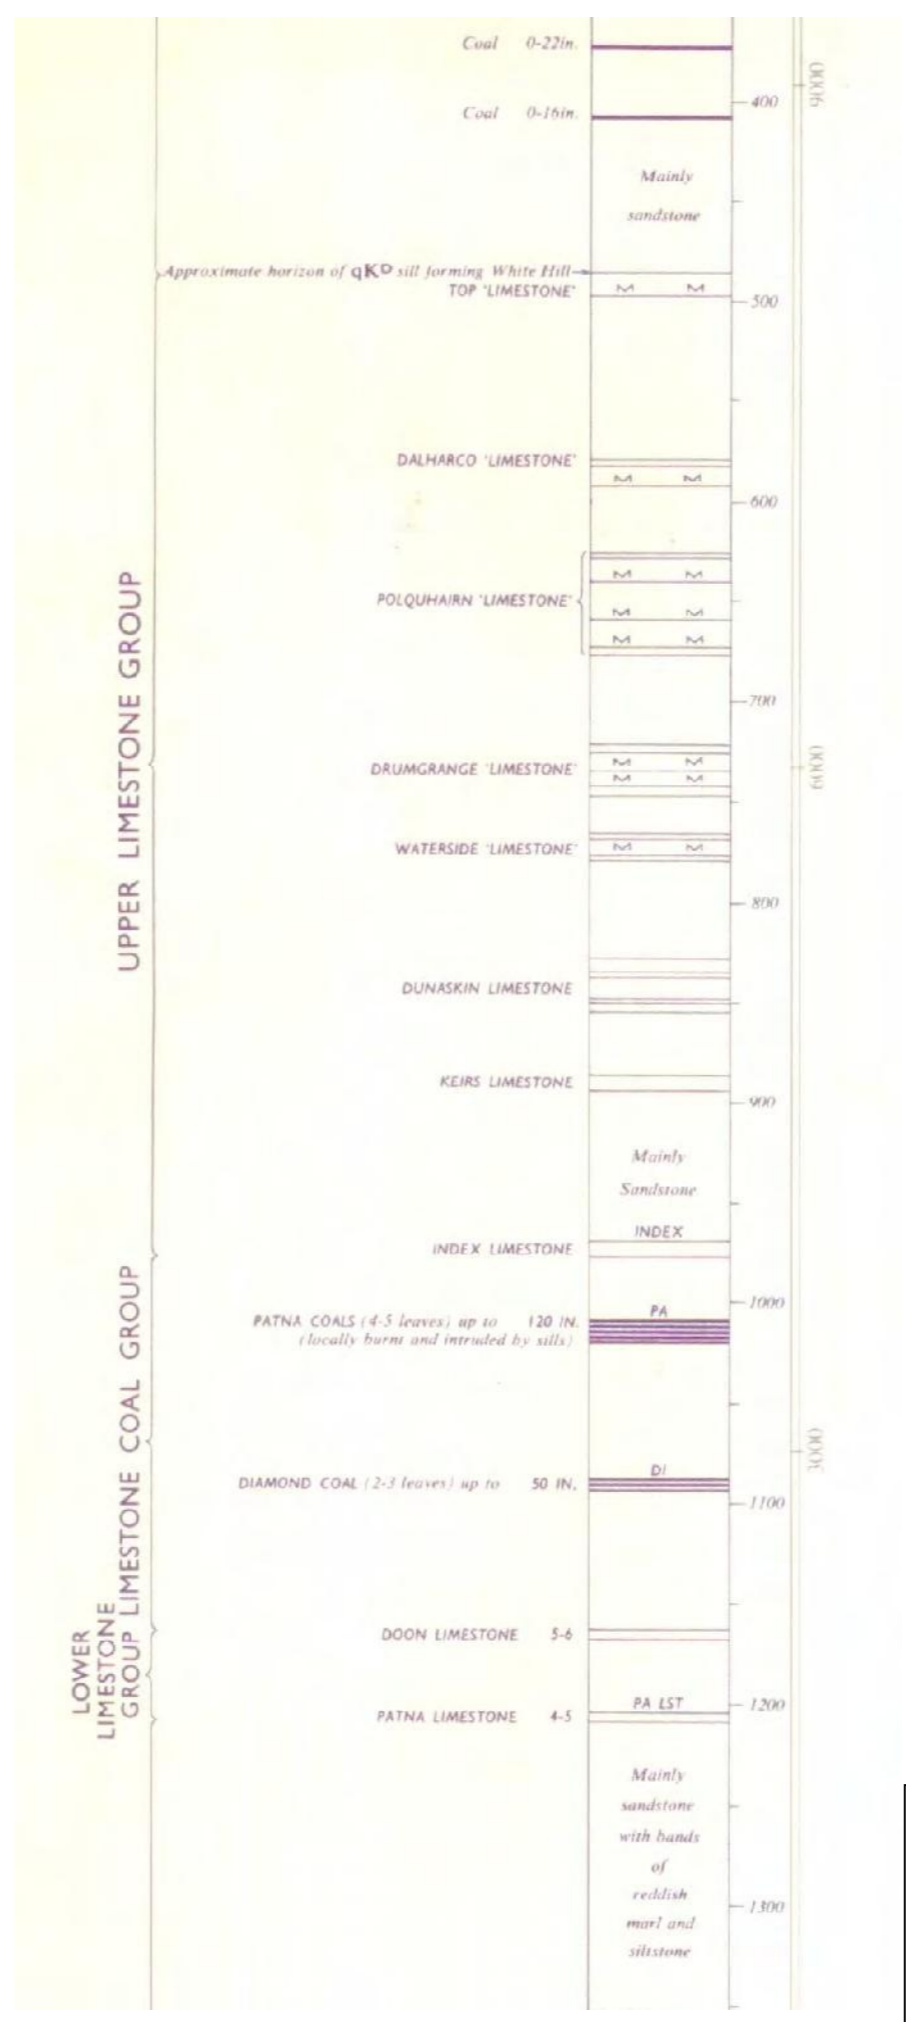 Coal 0-22in.
9000
400
Coal 0-16in.
Mainly
sandstone
Approximate horizon of qKD sill forming White Hill
TOP 'LIMESTONE'
M M
500
DALHARCO 'LIMESTONE'
M M
600
M M
POLQUHAIRN 'LIMESTONE'
M M
M M
UPPER LIMESTONE GROUP
700
DRUMGRANGE 'LIMESTONE'
M M
M M
6000
WATERSIDE 'LIMESTONE'
M M
800
DUNASKIN LIMESTONE
KEIRS LIMESTONE
900
Mainly
Sandstone
INDEX
INDEX LIMESTONE
1000
PA
PATNA COALS (4-5 leaves) up to 120 IN.
(locally burnt and intruded by sills)
LIMESTONE COAL GROUP
3000
DI
DIAMOND COAL (2-3 leaves) up to 50 IN.
1100
DOON LIMESTONE 5-6
LOWER
LIMESTONE
GROUP
PA LST
1200
PATNA LIMESTONE 4-5
Mainly
sandstone
with bands
of
reddish
marl and
siltstone
1300